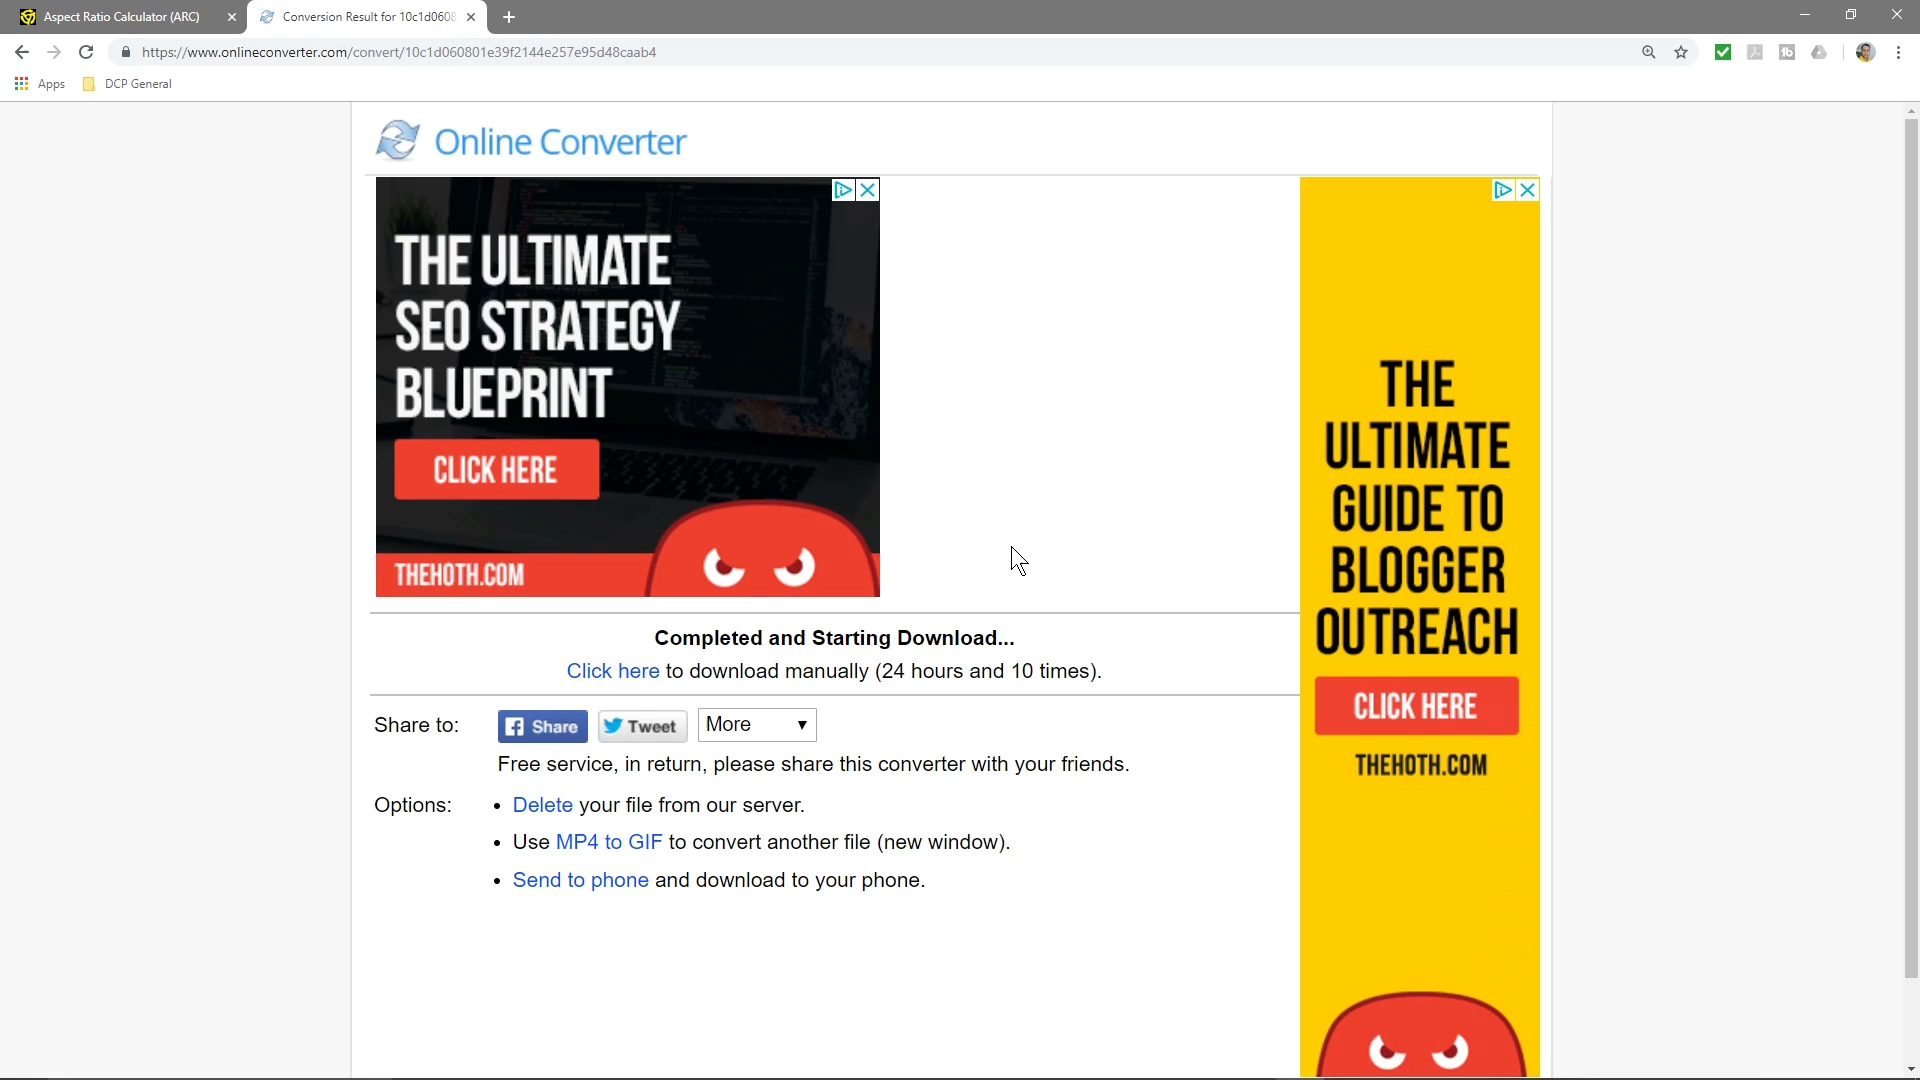 Aspect Ratio Calculator (ARC)
Conversion Result for 10c1d0608
https://www.onlineconverter.com/convert/10c1d060801e39f2144e257e95d48caab4
Apps
DCP General
Online Converter
THE ULTIMATE
SEO STRATEGY
BLUEPRINT
CLICK HERE
THEHOTH.COM
THE
ULTIMATE
GUIDE TO
BLOGGER
OUTREACH
CLICK HERE
THEHOTH.COM
Completed and Starting Download...
Click here to download manually (24 hours and 10 times).
Share to:
Share
Tweet
More
Free service, in return, please share this converter with your friends.
Options:
• Delete your file from our server.
• Use MP4 to GIF to convert another file (new window).
• Send to phone and download to your phone.